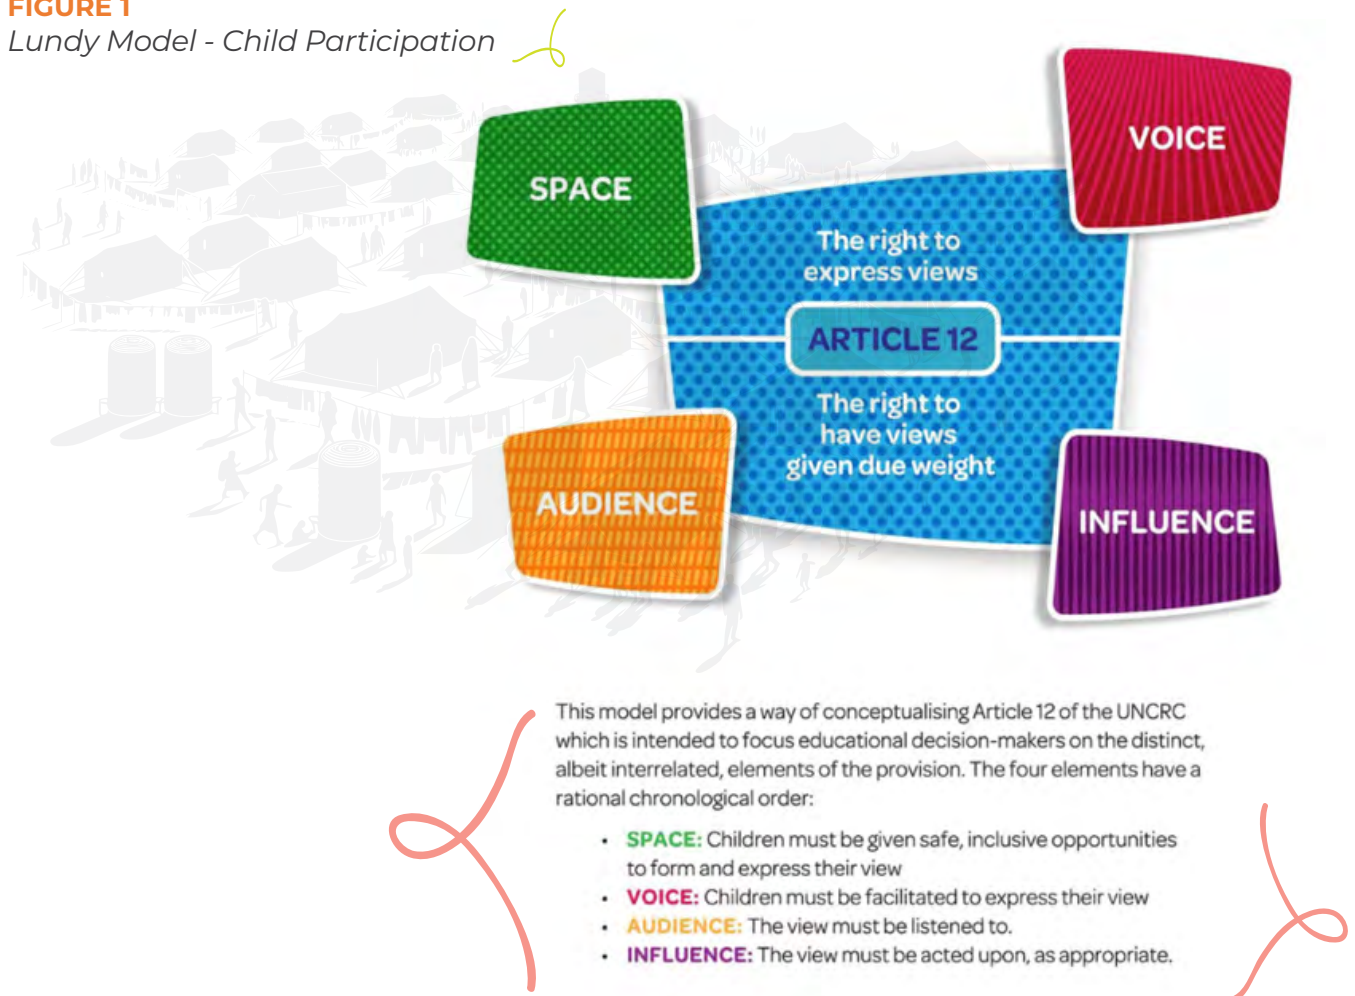 FIGURE 1
Lundy Model - Child Participation
SPACE
VOICE
The right to
express views
ARTICLE 12
The right to
have views
given due weight
AUDIENCE
INFLUENCE
This model provides a way of conceptualising Article 12 of the UNCRC
which is intended to focus educational decision-makers on the distinct,
albeit interrelated, elements of the provision. The four elements have a
rational chronological order:
• SPACE: Children must be given safe, inclusive opportunities
to form and express their view
• VOICE: Children must be facilitated to express their view
• AUDIENCE: The view must be listened to.
• INFLUENCE: The view must be acted upon, as appropriate.